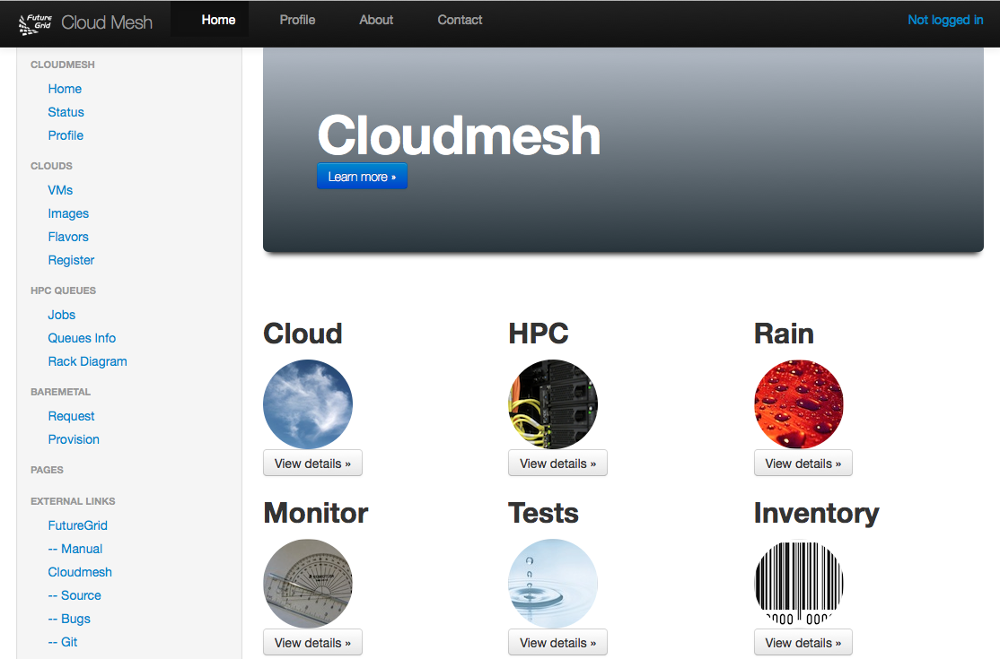 Future
Grid
Cloud Mesh
Home
Profile
About
Contact
Not logged in
CLOUDMESH
Home
Status
Profile
CLOUDS
VMs
Images
Flavors
Register
HPC QUEUES
Jobs
Queues Info
Rack Diagram
BAREMETAL
Request
Provision
PAGES
EXTERNAL LINKS
FutureGrid
-- Manual
Cloudmesh
-- Source
-- Bugs
-- Git
Cloudmesh
Learn more »
Cloud
View details »
HPC
View details »
Rain
View details »
Monitor
View details »
Tests
View details »
Inventory
View details »